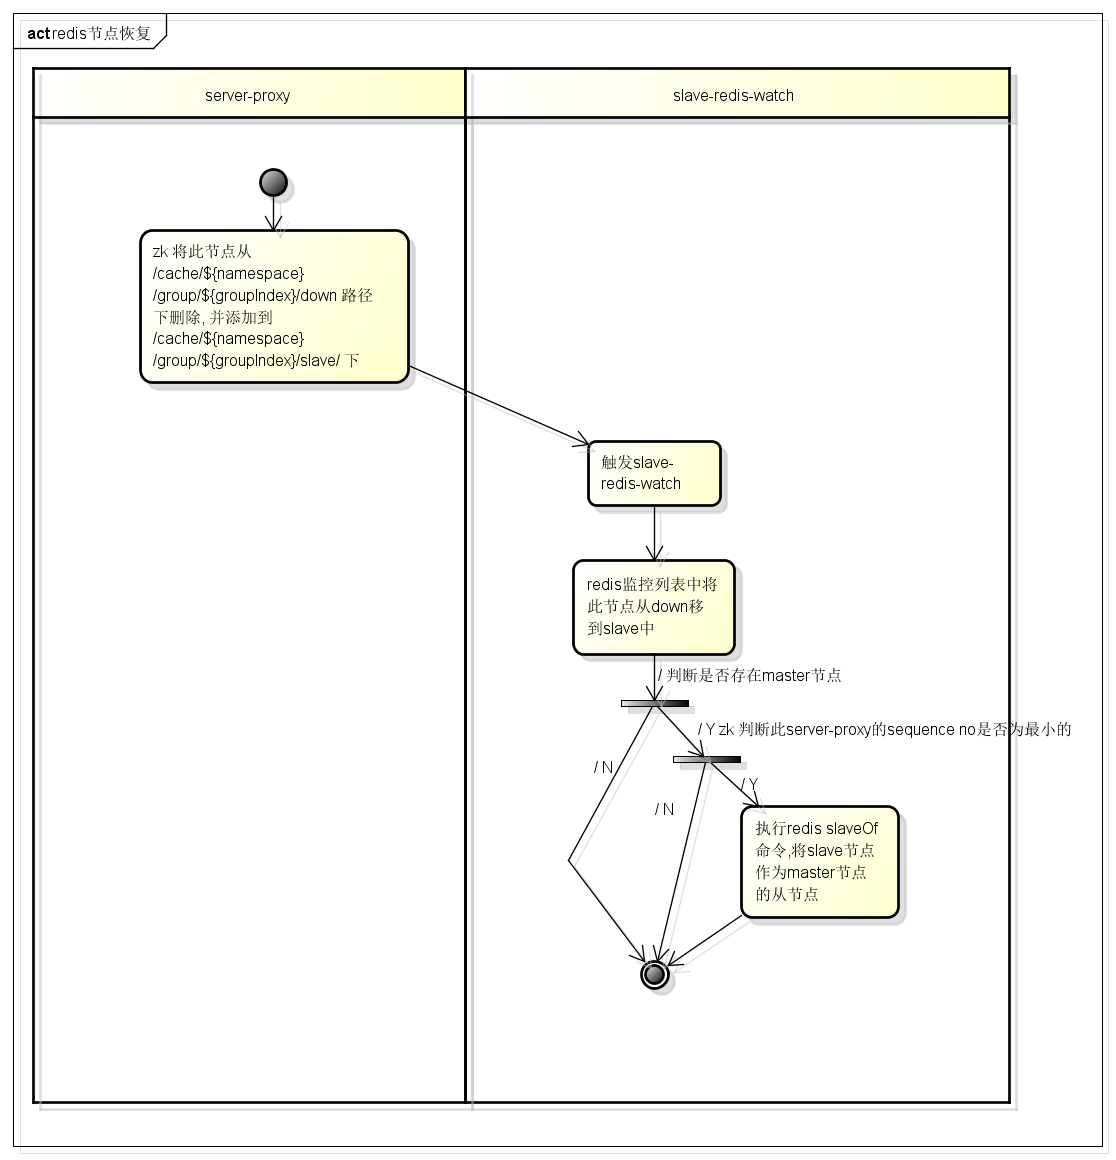 actredis节点恢复
server-proxy
slave-redis-watch
zk 将此节点从
/cache/${namespace}
/group/${groupIndex}/down 路径
下删除, 并添加到
/cache/${namespace}
/group/${groupIndex}/slave/ 下
触发slave-
redis-watch
redis监控列表中将
此节点从down移
到slave中
/ 判断是否存在master节点
/ Y zk 判断此server-proxy的sequence no是否为最小的
/ N
/ Y
/ N
执行redis slaveOf
命令,将slave节点
作为master节点
的从节点